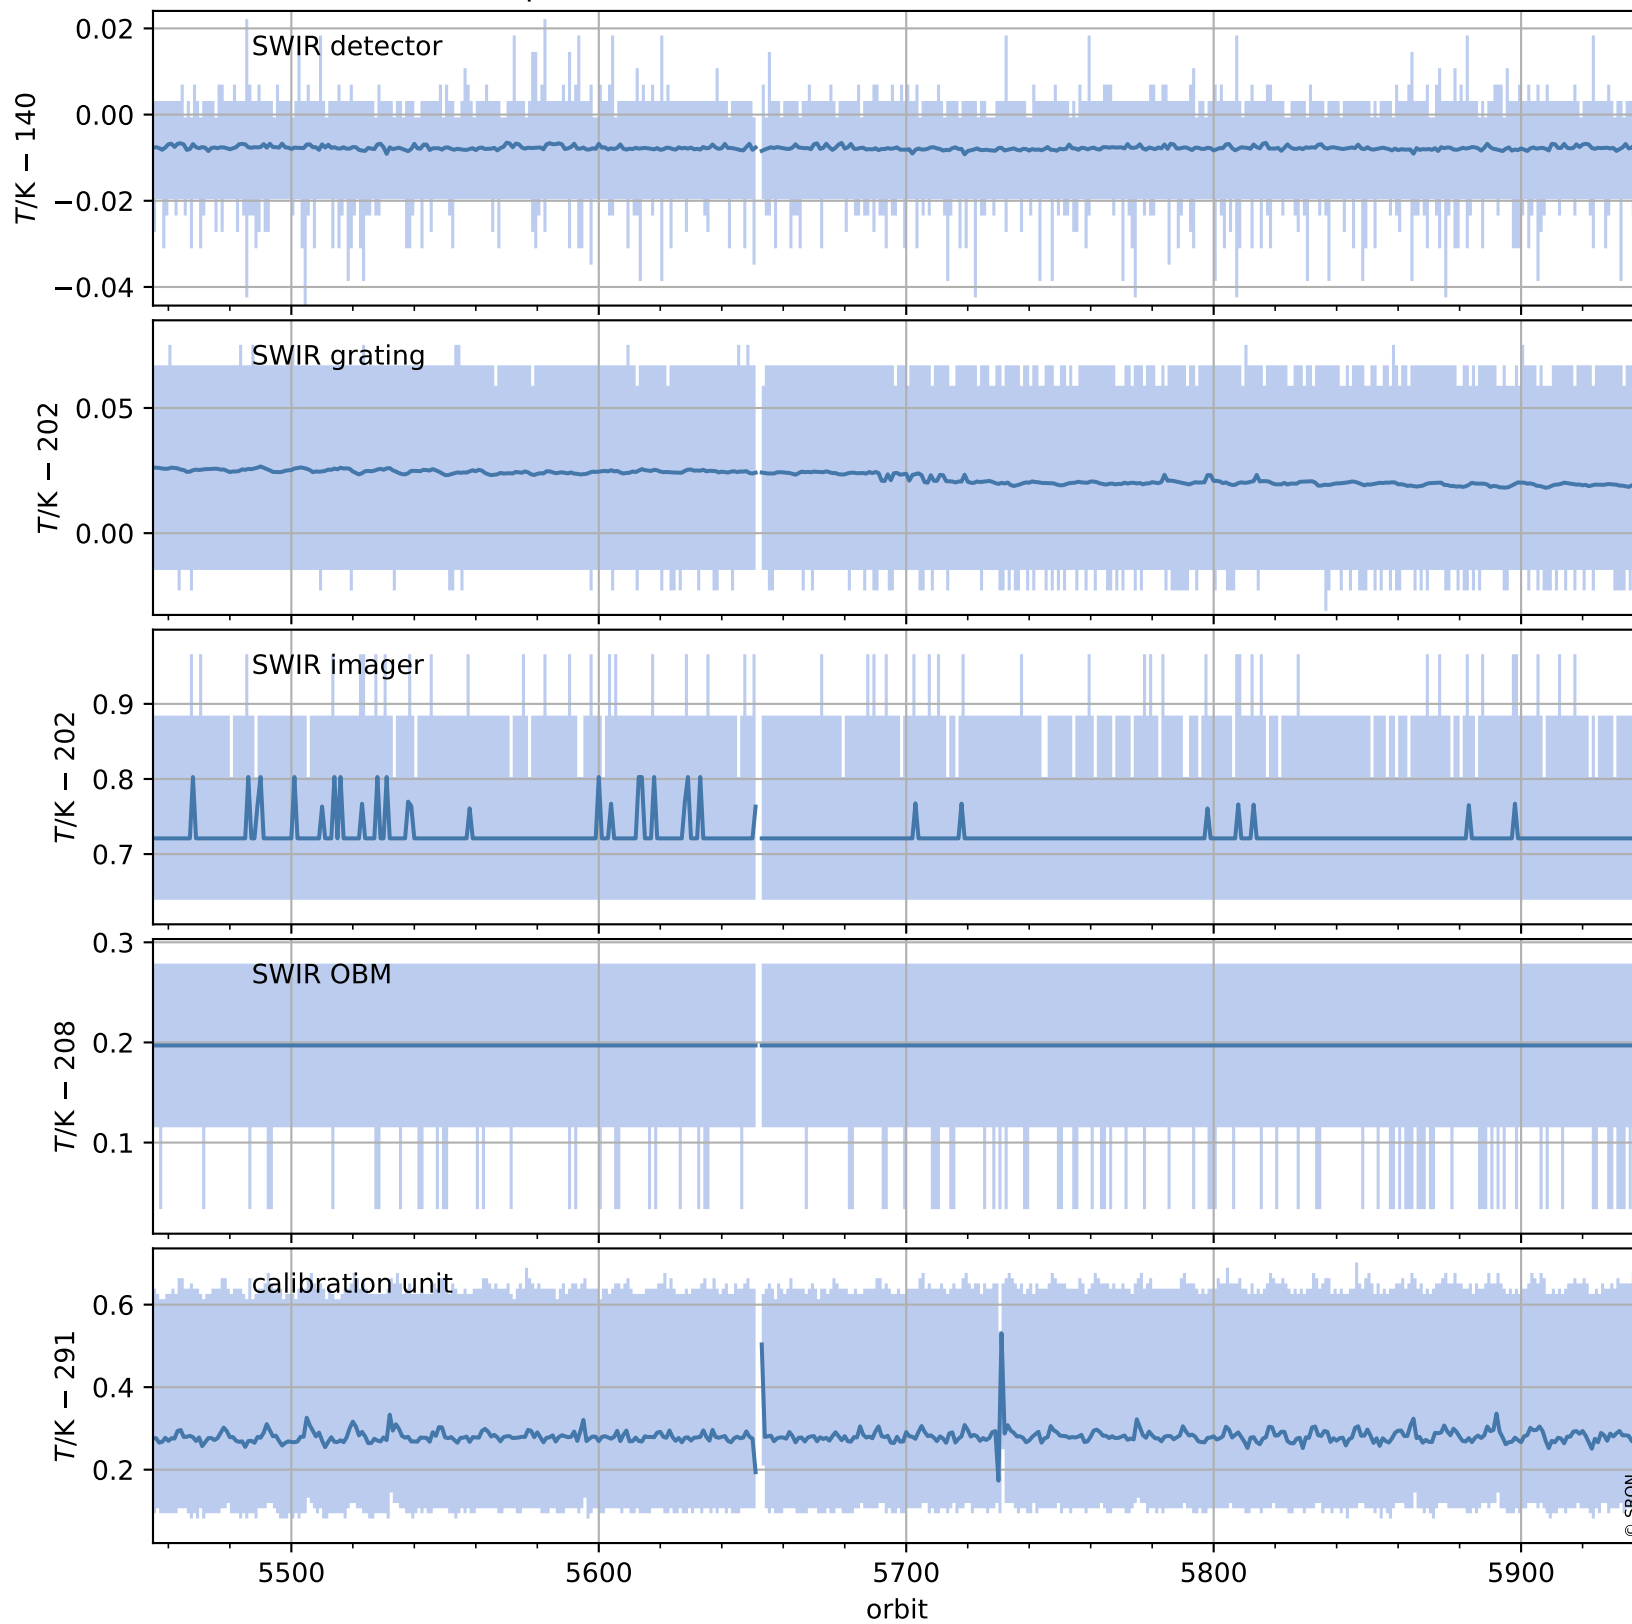 0.02
0.00
−0.02
−0.04
T/K − 140
SWIR detector
0.05
0.00
T/K − 202
SWIR grating
0.9
0.8
0.7
T/K − 202
SWIR imager
0.3
0.2
0.1
T/K − 208
SWIR OBM
0.6
0.4
0.2
T/K − 291
calibration unit
© SRON
5500 5600 5700 5800 5900
orbit